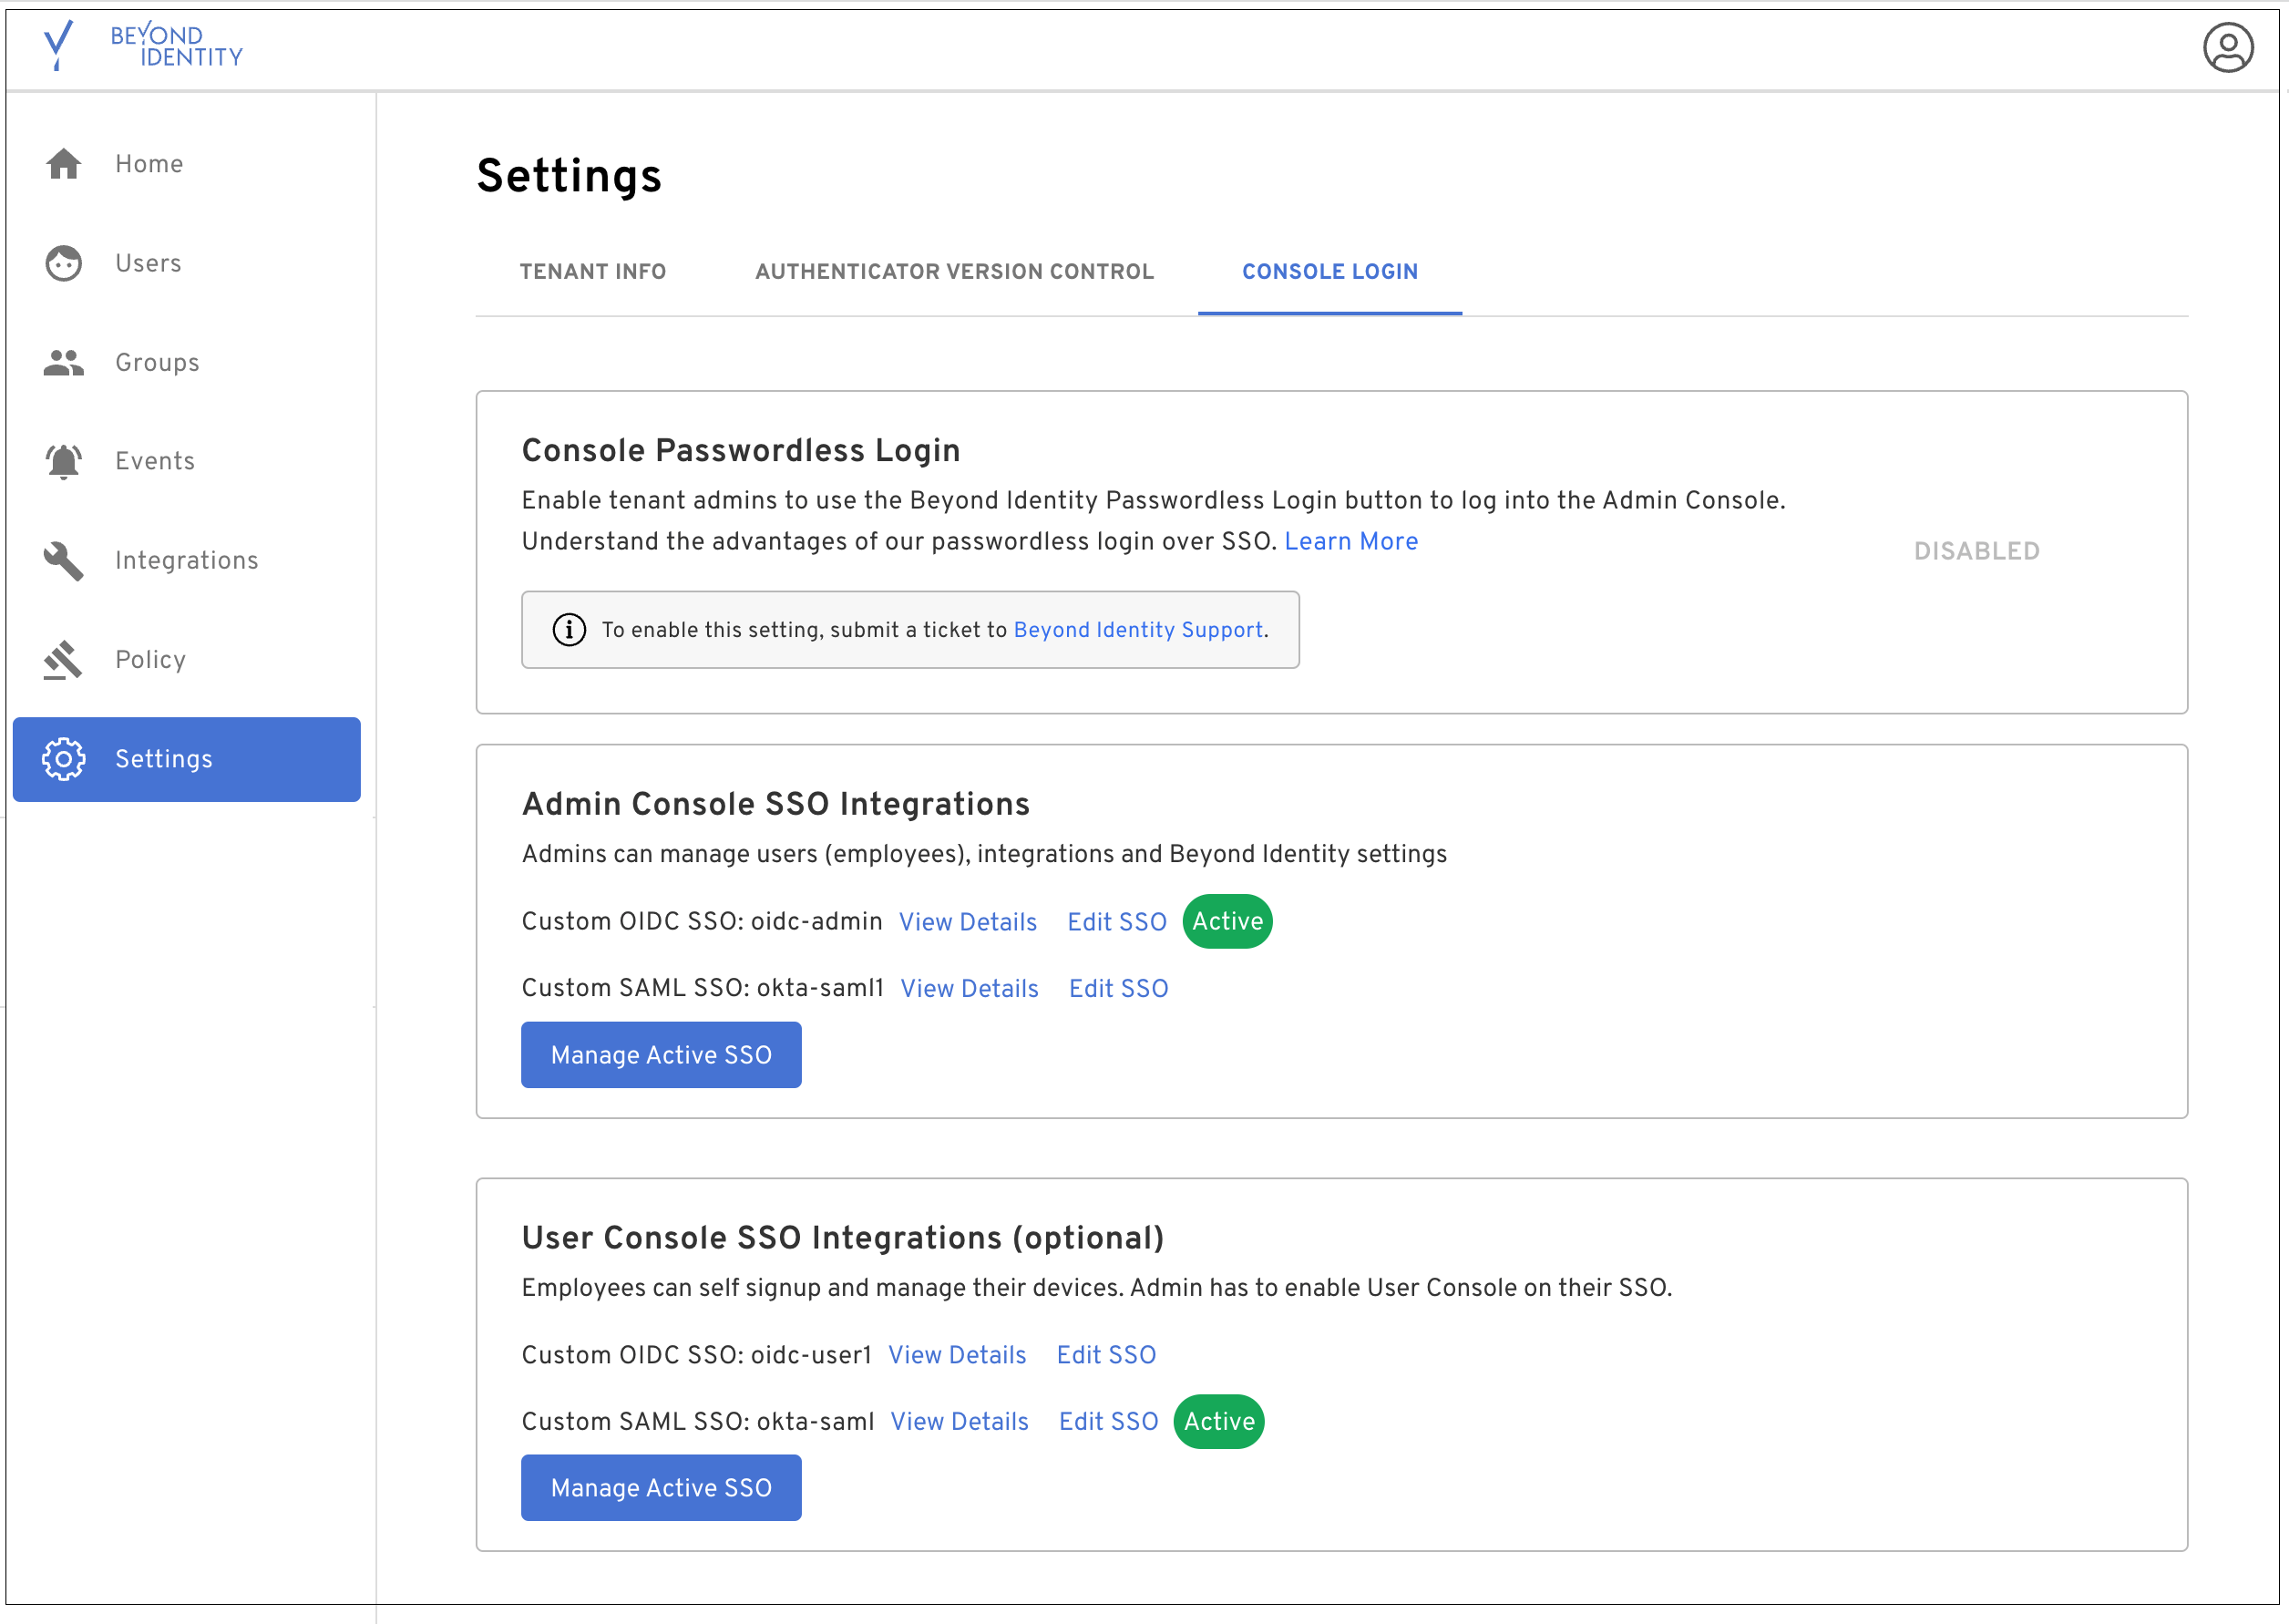 BEYOND
IDENTITY
Home
Users
Groups
Events
Integrations
Policy
Settings
Settings
TENANT INFO AUTHENTICATOR VERSION CONTROL CONSOLE LOGIN
Console Passwordless Login
Enable tenant admins to use the Beyond Identity Passwordless Login button to log into the Admin Console.
Understand the advantages of our passwordless login over SSO. Learn More
DISABLED
To enable this setting, submit a ticket to Beyond Identity Support.
Admin Console SSO Integrations
Admins can manage users (employees), integrations and Beyond Identity settings
Custom OIDC SSO: oidc-admin View Details Edit SSO Active
Custom SAML SSO: okta-saml1 View Details Edit SSO
Manage Active SSO
User Console SSO Integrations (optional)
Employees can self signup and manage their devices. Admin has to enable User Console on their SSO.
Custom OIDC SSO: oidc-user1 View Details Edit SSO
Custom SAML SSO: okta-saml View Details Edit SSO Active
Manage Active SSO